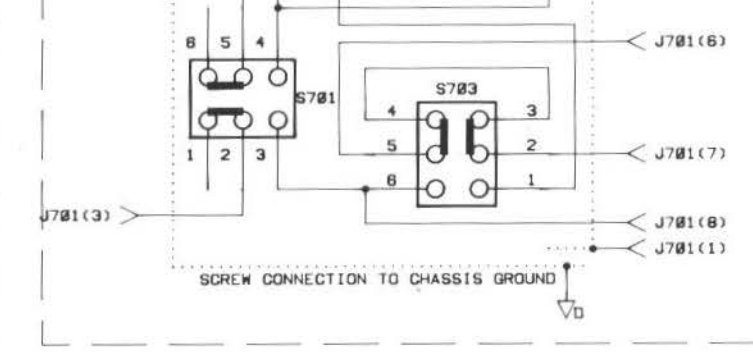 6 5 4
J701(6)
S701
S703
4 3
5 2
J701(7)
1 2 3
6 1
J701(3)
J701(8)
J701(1)
SCREW CONNECTION TO CHASSIS GROUND
D